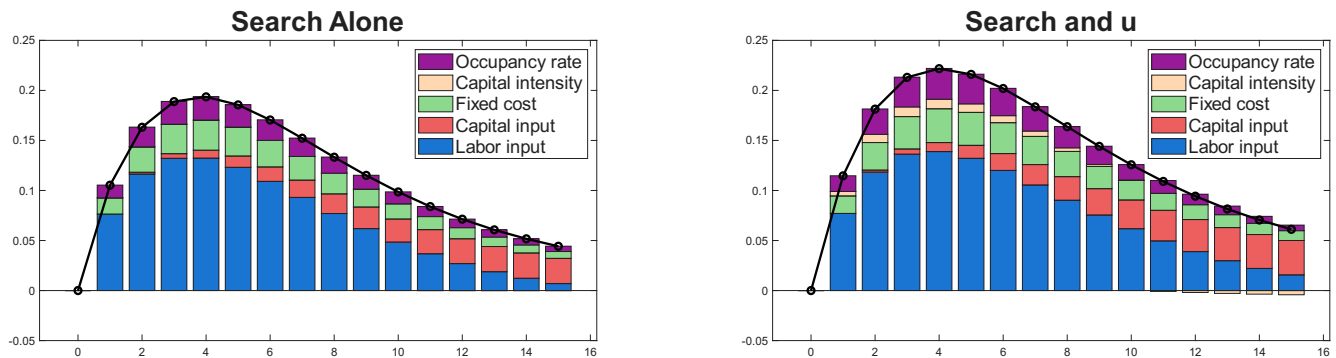 Search Alone
0.25
0.2
0.15
0.1
0.05
0
-0.05
0 2 4 6 8 10 12 14 16
Occupancy rate
Capital intensity
Fixed cost
Capital input
Labor input
Search and u
0.25
0.2
0.15
0.1
0.05
0
-0.05
0 2 4 6 8 10 12 14 16
Occupancy rate
Capital intensity
Fixed cost
Capital input
Labor input